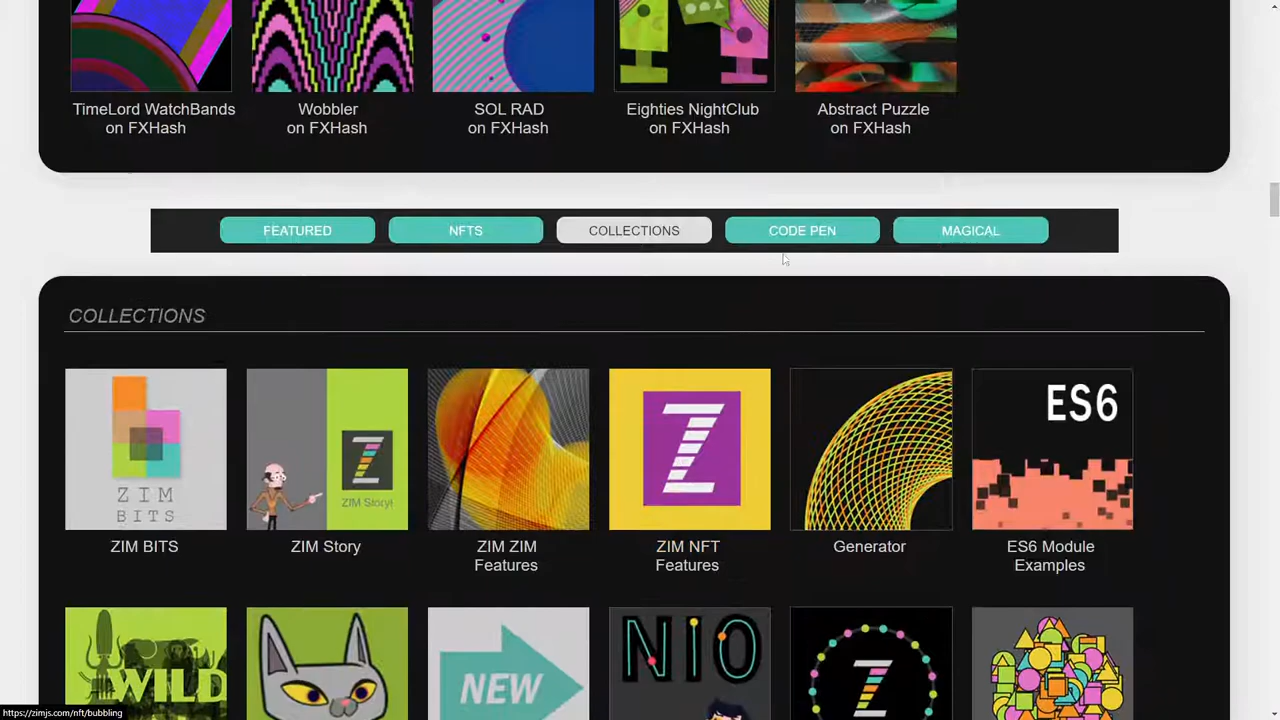 TimeLord WatchBands
on FXHash
Wobbler
on FXHash
SOL RAD
on FXHash
Eighties NightClub
on FXHash
Abstract Puzzle
on FXHash
FEATURED
NFTS
COLLECTIONS
CODE PEN
MAGICAL
COLLECTIONS
ZIM
BITS
ZIM Story!
ES6
ZIM BITS
ZIM Story
ZIM ZIM
Features
ZIM NFT
Features
Generator
ES6 Module
Examples
WILD
NEW
NIO
https://zimjs.com/nft/bubbling